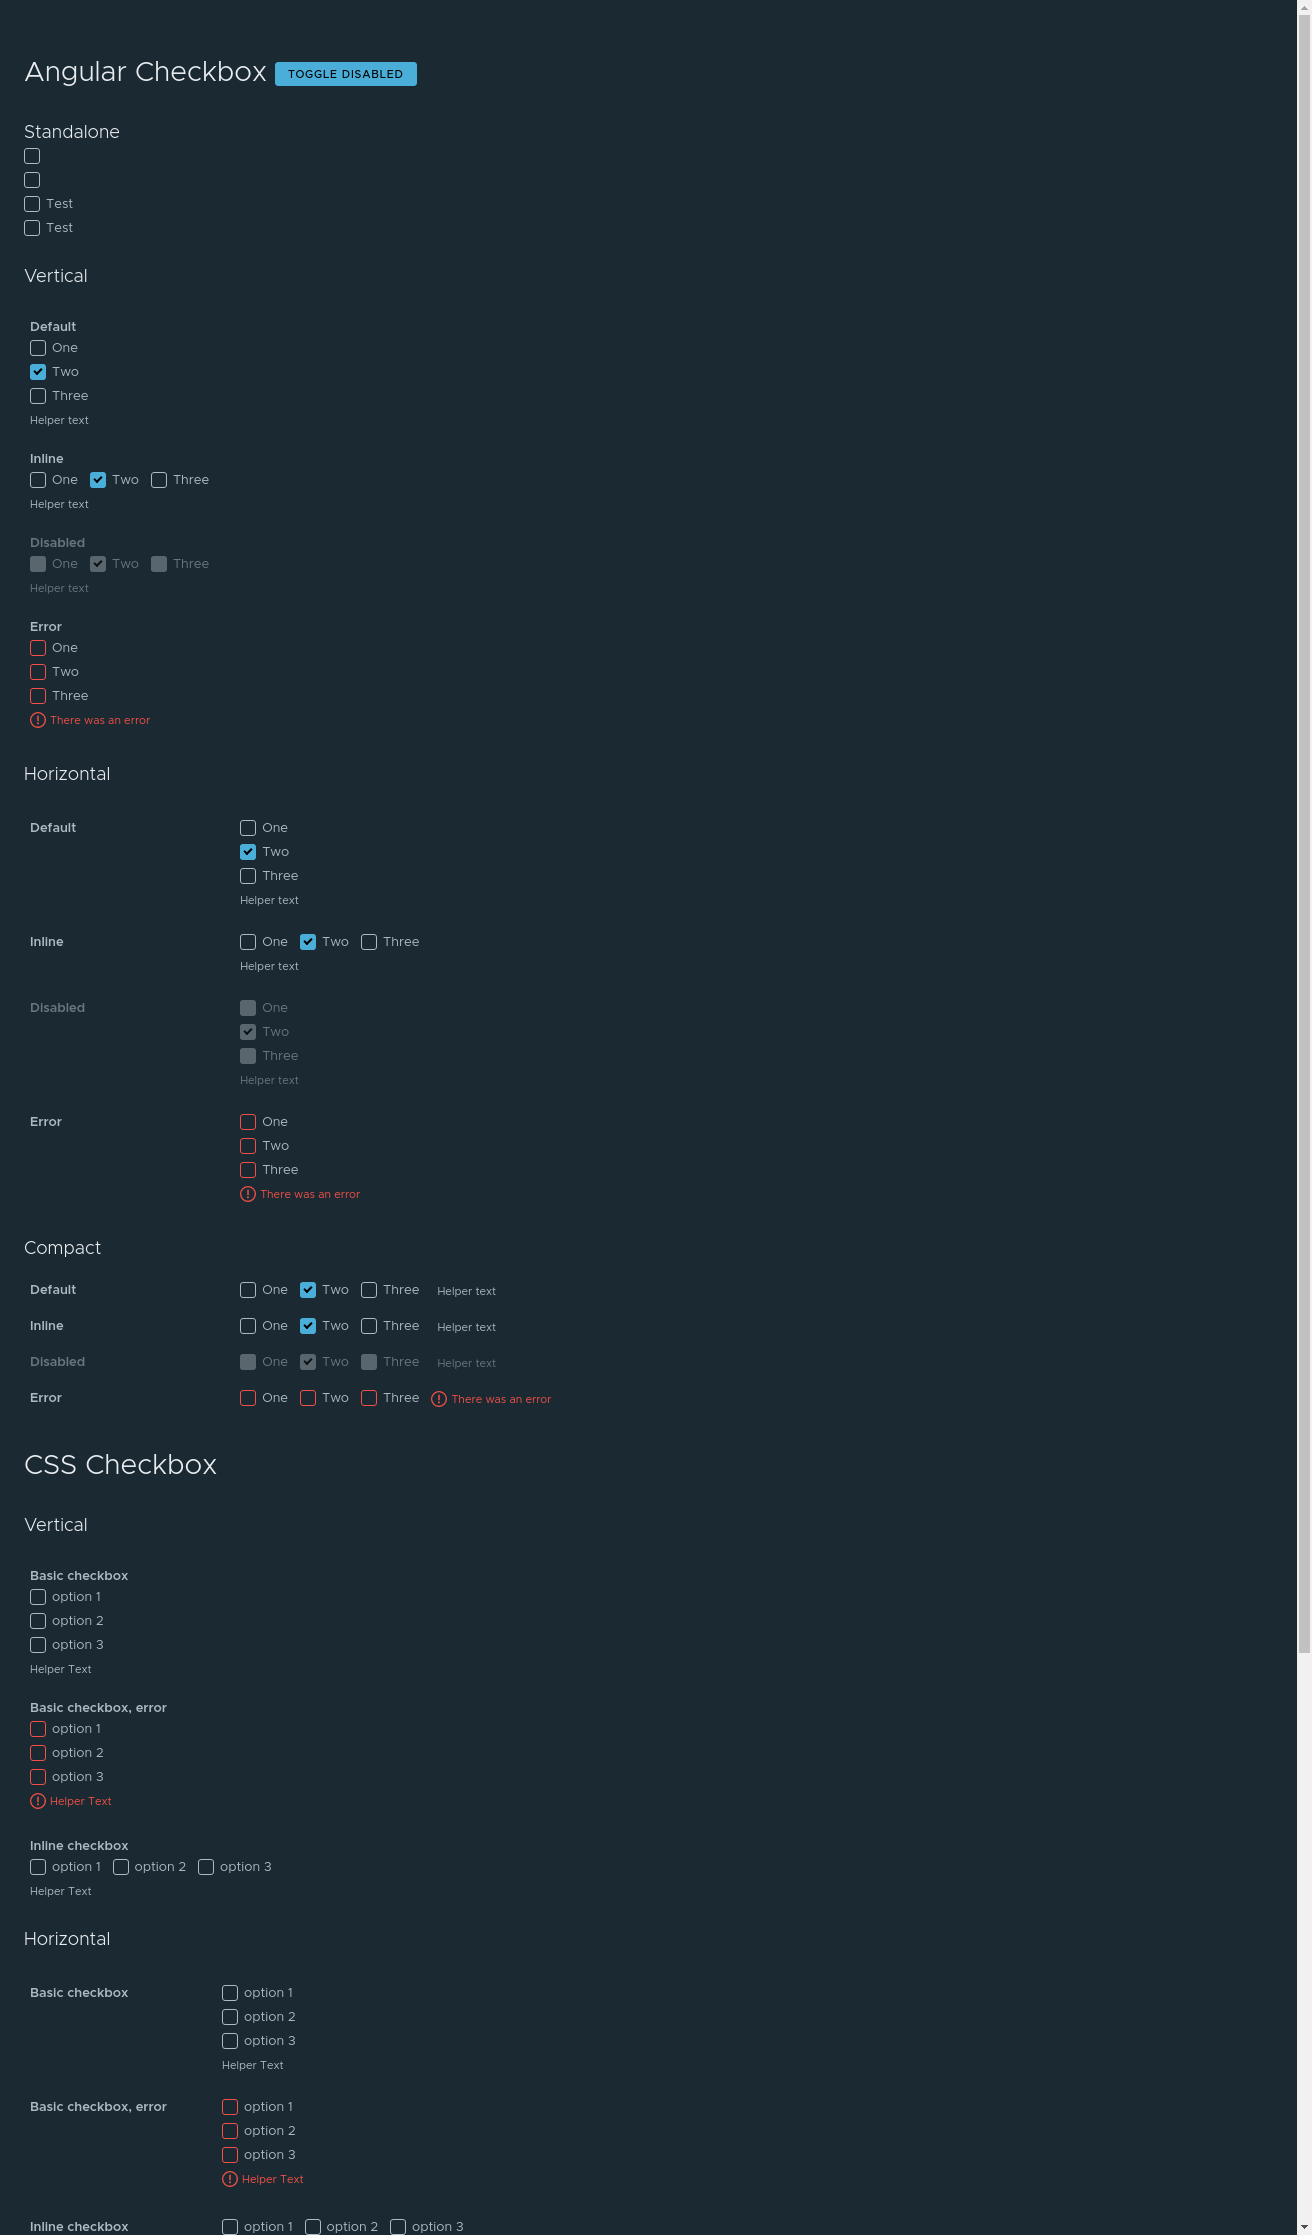 Angular Checkbox TOGGLE DISABLED
Standalone
Test
Test
Vertical
Default
One
Two
Three
Helper text
Inline
One Two Three
Helper text
Disabled
One Two Three
Helper text
Error
One
Two
Three
There was an error
Horizontal
Default One
Two
Three
Helper text
Inline One Two Three
Helper text
Disabled One
Two
Three
Helper text
Error One
Two
Three
There was an error
Compact
Default One Two Three Helper text
Inline One Two Three Helper text
Disabled One Two Three Helper text
Error One Two Three There was an error
CSS Checkbox
Vertical
Basic checkbox
option 1
option 2
option 3
Helper Text
Basic checkbox, error
option 1
option 2
option 3
Helper Text
Inline checkbox
option 1 option 2 option 3
Helper Text
Horizontal
Basic checkbox option 1
option 2
option 3
Helper Text
Basic checkbox, error option 1
option 2
option 3
Helper Text
Inline checkbox option 1 option 2 option 3